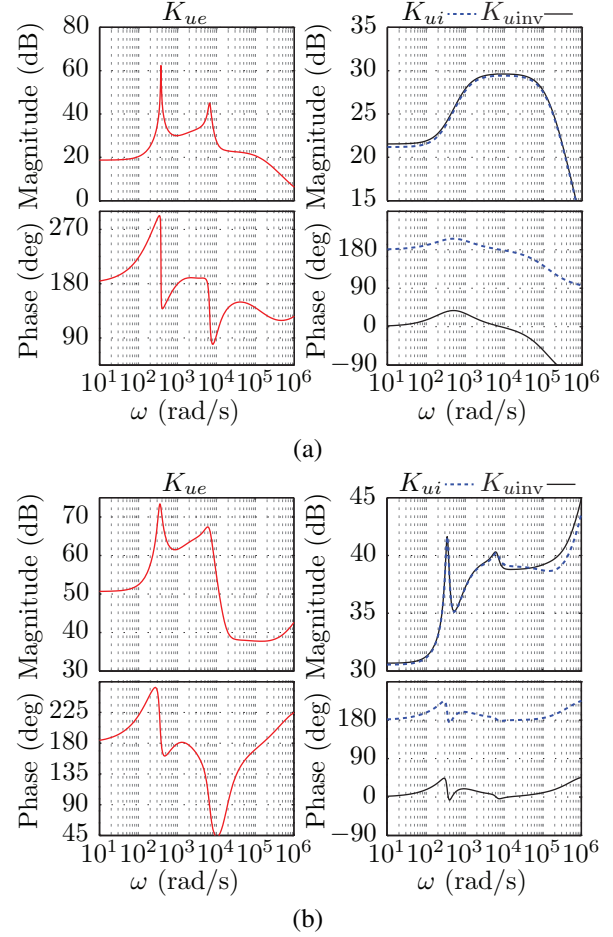 K_ue
K_ui K_uinv
Magnitude (dB)
80
60
40
20
0
Magnitude (dB)
35
30
25
20
15
Phase (deg)
270
180
90
Phase (deg)
180
90
0
−90
10^1 10^2 10^3 10^4 10^5 10^6
10^1 10^2 10^3 10^4 10^5 10^6
ω (rad/s)
ω (rad/s)
(a)
K_ue
K_ui K_uinv
Magnitude (dB)
70
60
50
40
30
Magnitude (dB)
45
40
35
30
Phase (deg)
225
180
135
90
45
Phase (deg)
180
90
0
−90
10^1 10^2 10^3 10^4 10^5 10^6
10^1 10^2 10^3 10^4 10^5 10^6
ω (rad/s)
ω (rad/s)
(b)